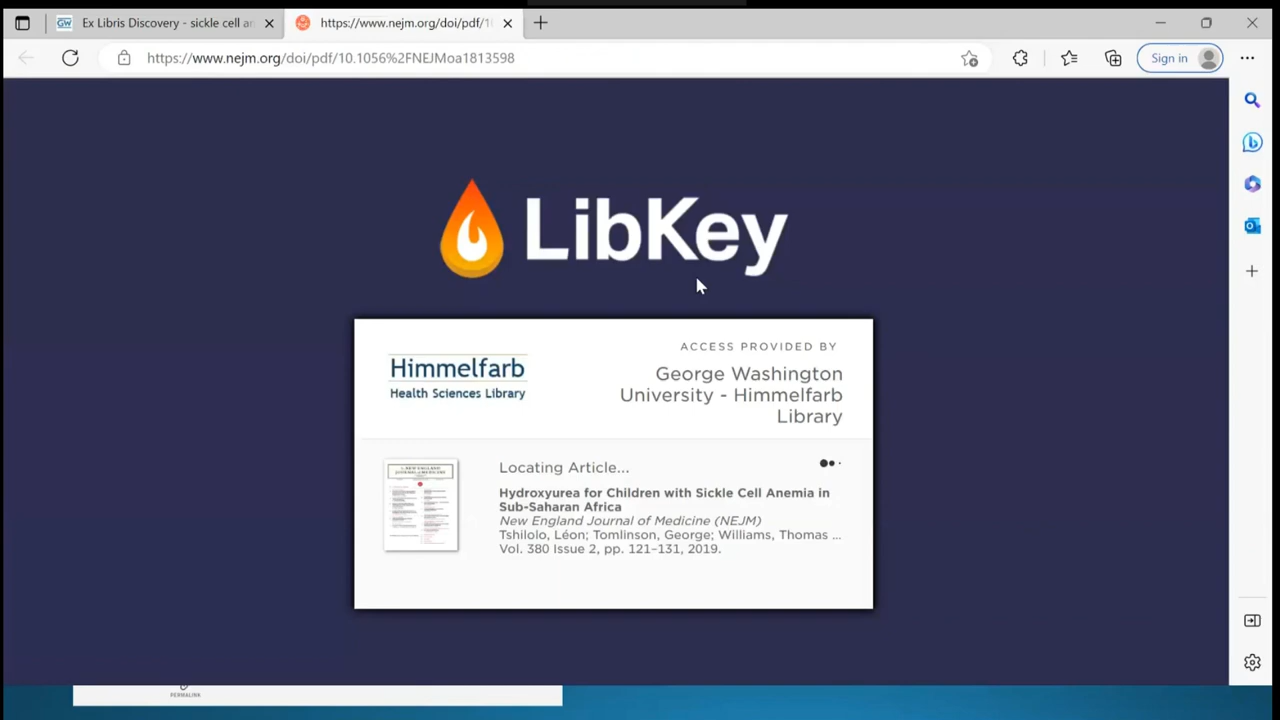 Ex Libris Discovery - sickle cell an
https://www.nejm.org/doi/pdf/10
https://www.nejm.org/doi/pdf/10.1056%2FNEJMoa1813598
Sign in
LibKey
Himmelfarb
Health Sciences Library
ACCESS PROVIDED BY
George Washington
University - Himmelfarb
Library
Locating Article...
Hydroxyurea for Children with Sickle Cell Anemia in
Sub-Saharan Africa
New England Journal of Medicine (NEJM)
Tshilolo, Léon; Tomlinson, George; Williams, Thomas ...
Vol. 380 Issue 2, pp. 121–131, 2019.
PERMALINK